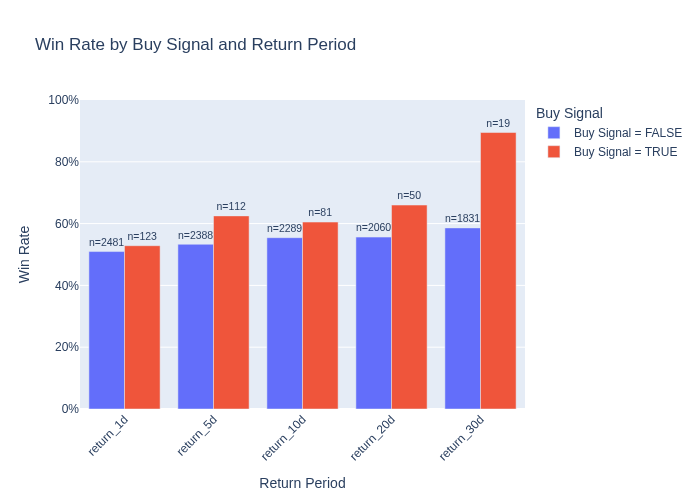 Win Rate by Buy Signal and Return Period
Win Rate
100%
80%
60%
40%
20%
0%
n=2481
n=123
n=2388
n=112
n=2289
n=81
n=2060
n=50
n=1831
n=19
return_1d
return_5d
return_10d
return_20d
return_30d
Return Period
Buy Signal
Buy Signal = FALSE
Buy Signal = TRUE